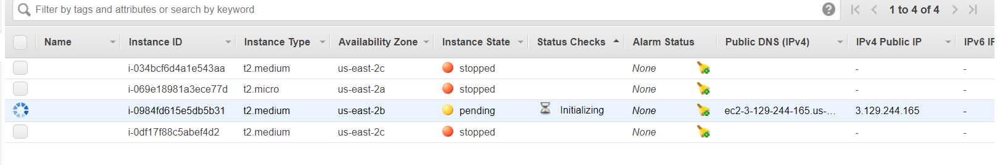 Filter by tags and attributes or search by keyword ? 1 to 4 of 4
Name Instance ID Instance Type Availability Zone Instance State Status Checks Alarm Status Public DNS (IPv4) IPv4 Public IP IPv6
i-034bcf6d4a1e543aa t2.medium us-east-2c stopped None - -
i-069e18981a3ece77d t2.micro us-east-2a stopped None - -
i-0984fd615e5db5b31 t2.medium us-east-2b pending Initializing None ec2-3-129-244-165.us-... 3.129.244.165 -
i-0df17f88c5abef4d2 t2.medium us-east-2c stopped None - -